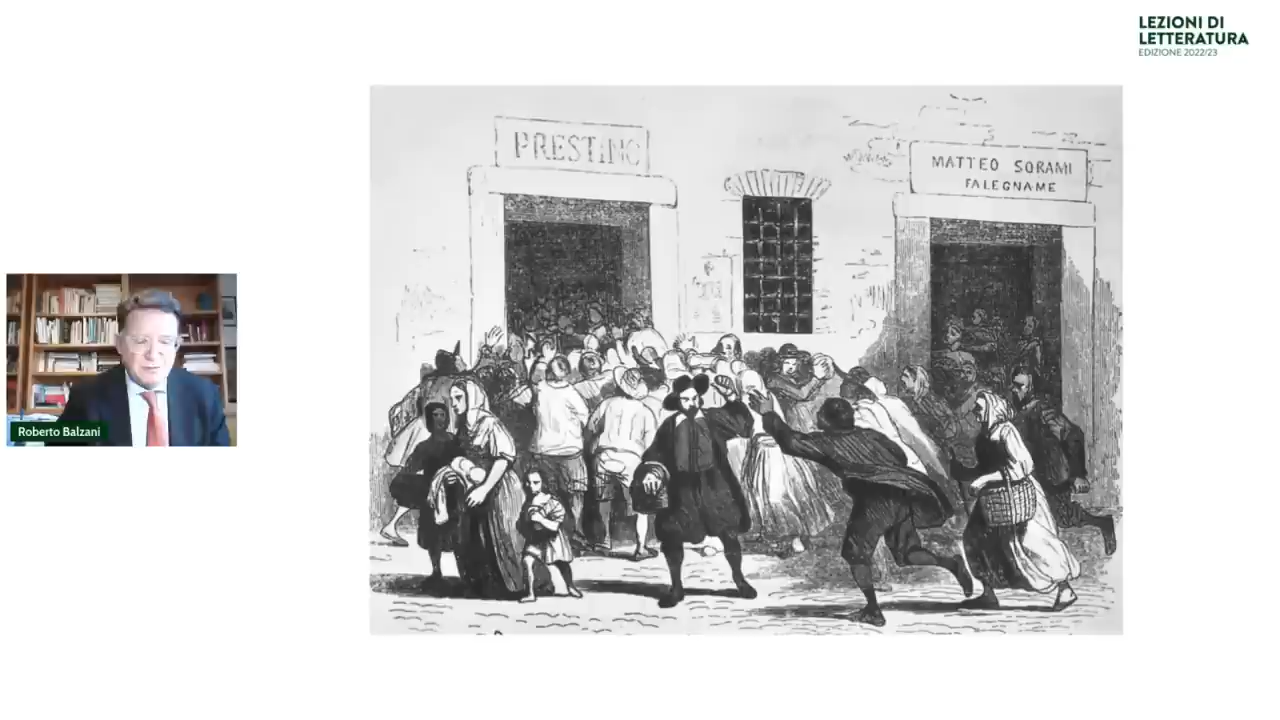 LEZIONI DI
LETTERATURA
EDIZIONE 2022/23
PRESTINO
MATTEO SORAMI
FALEGNAME
Roberto Balzani